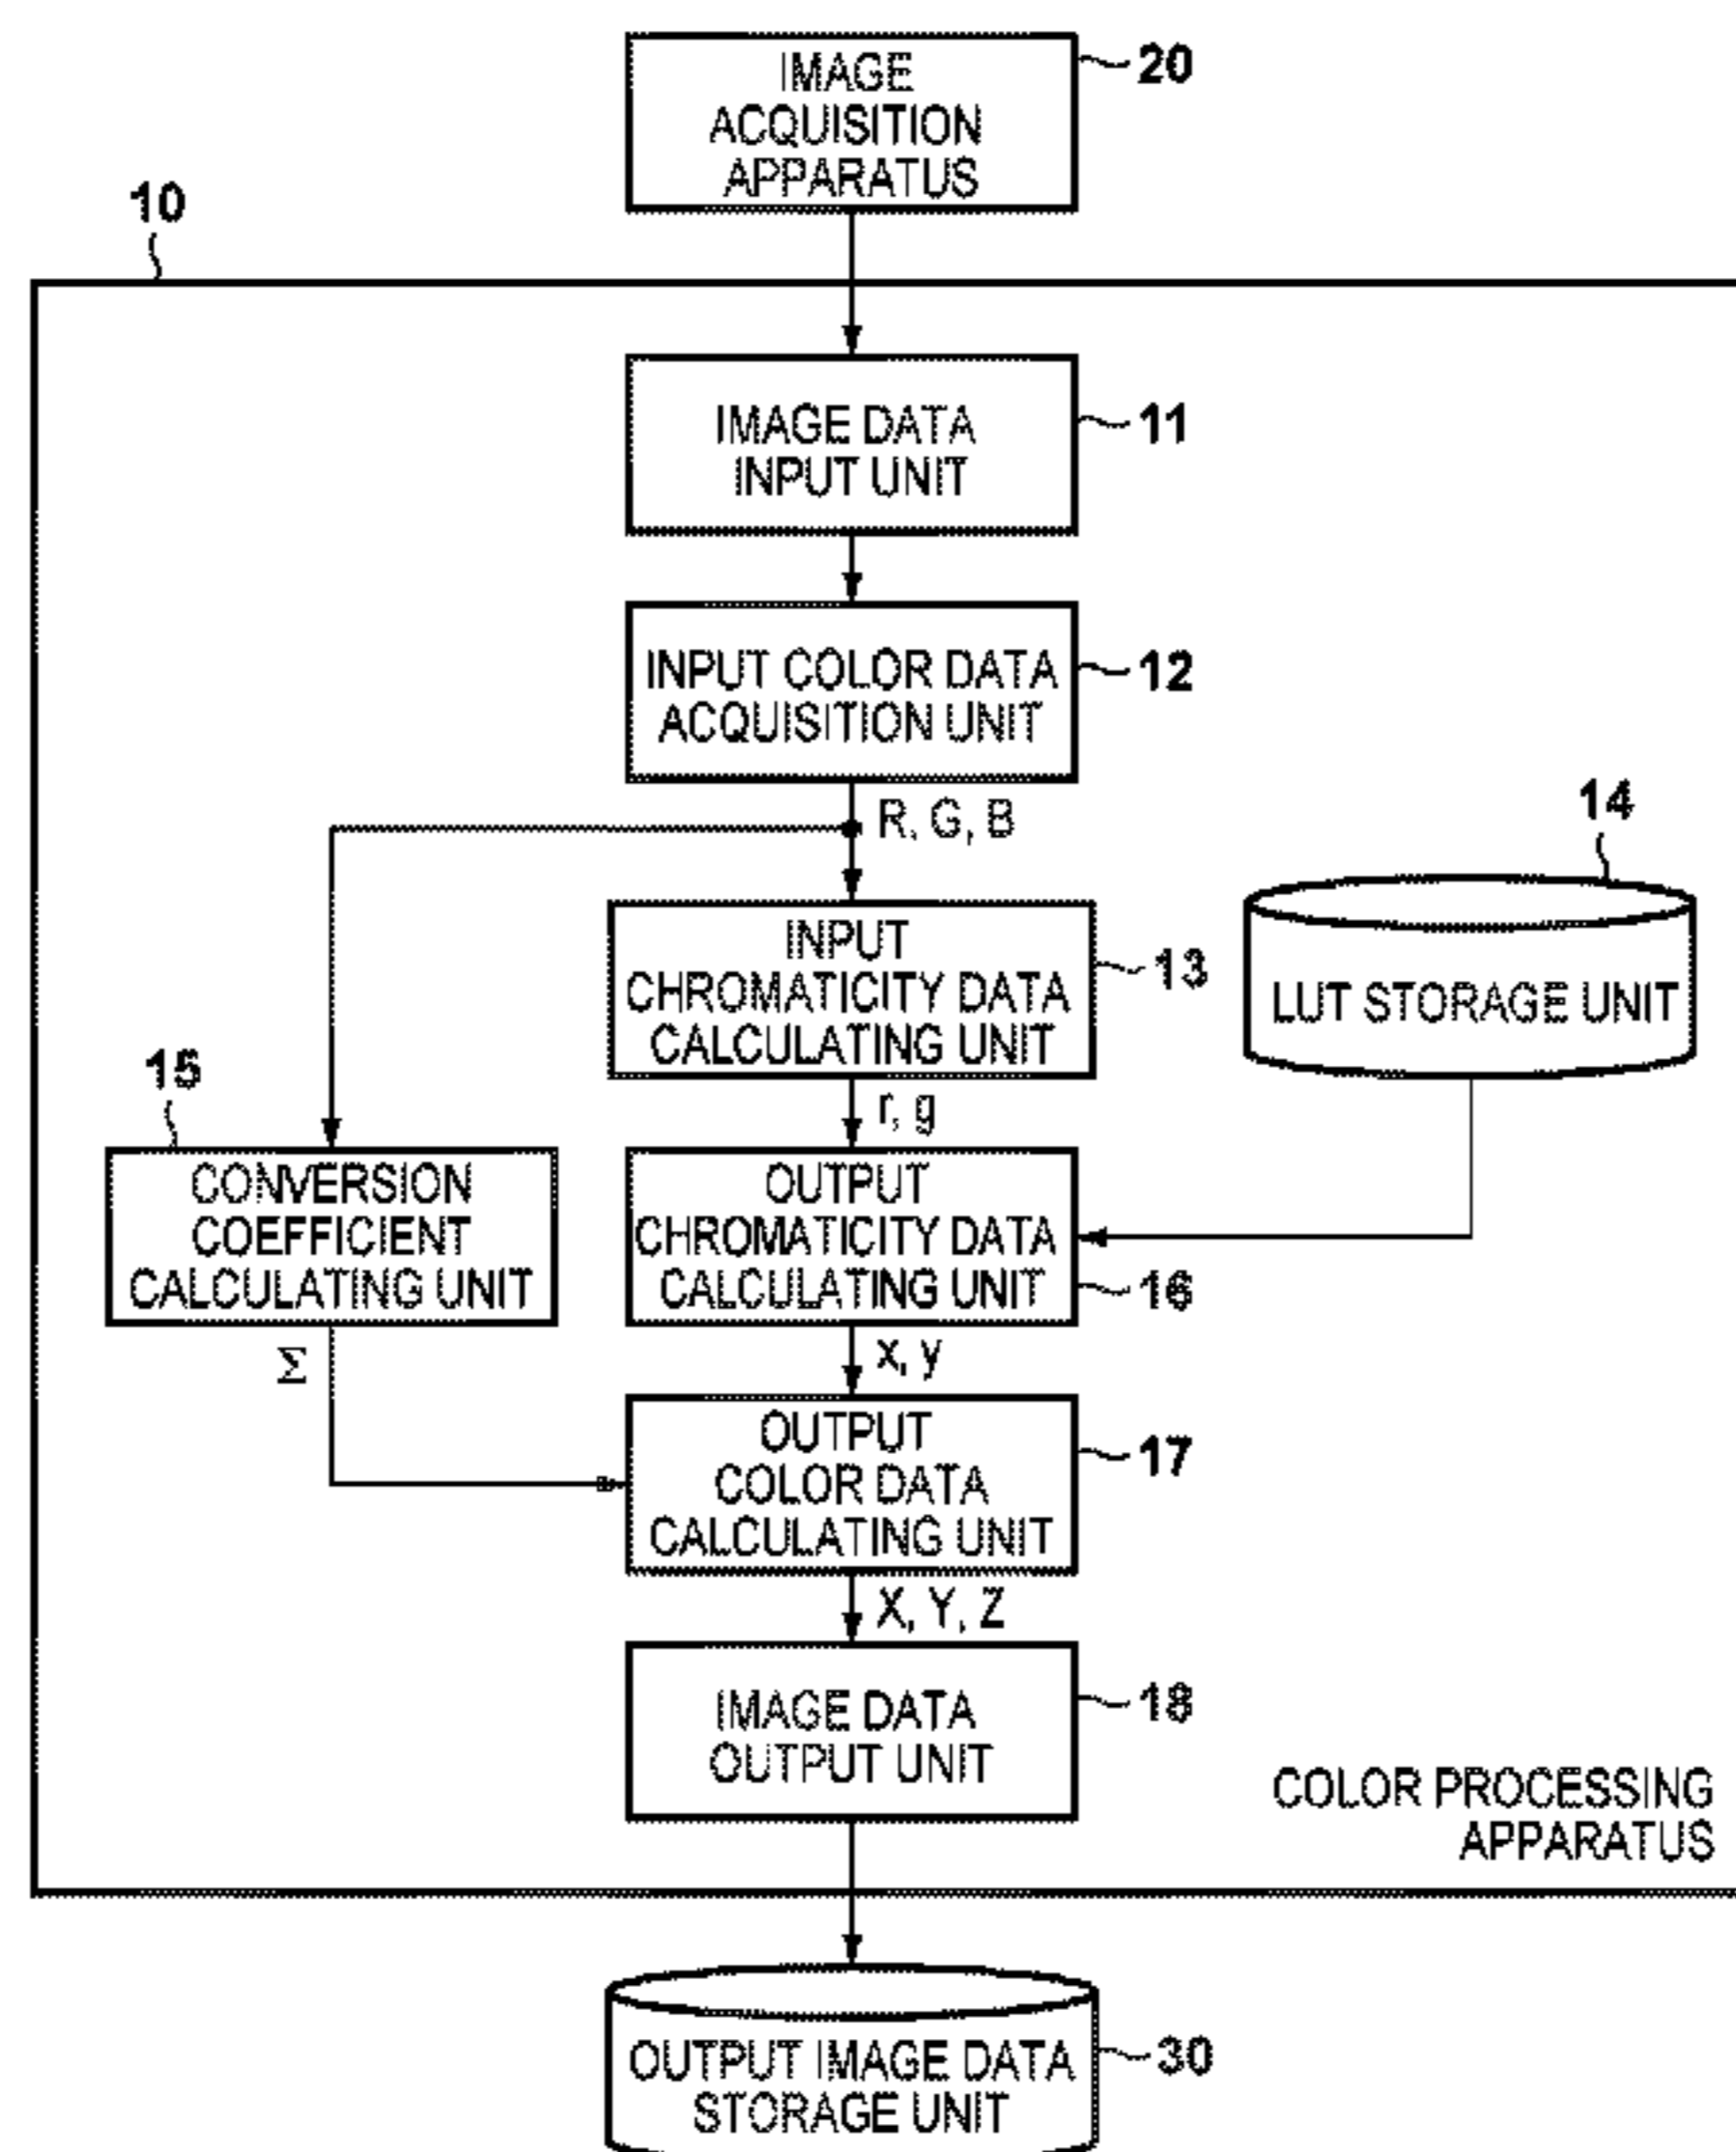 IMAGE
ACQUISITION
APPARATUS
20
10
IMAGE DATA
INPUT UNIT
11
INPUT COLOR DATA
ACQUISITION UNIT
12
R, G, B
14
INPUT
CHROMATICITY DATA
CALCULATING UNIT
13
LUT STORAGE UNIT
r, g
15
CONVERSION
COEFFICIENT
CALCULATING UNIT
OUTPUT
CHROMATICITY DATA
CALCULATING UNIT
16
Σ
x, y
OUTPUT
COLOR DATA
CALCULATING UNIT
17
X, Y, Z
IMAGE DATA
OUTPUT UNIT
18
COLOR PROCESSING
APPARATUS
OUTPUT IMAGE DATA
STORAGE UNIT
30